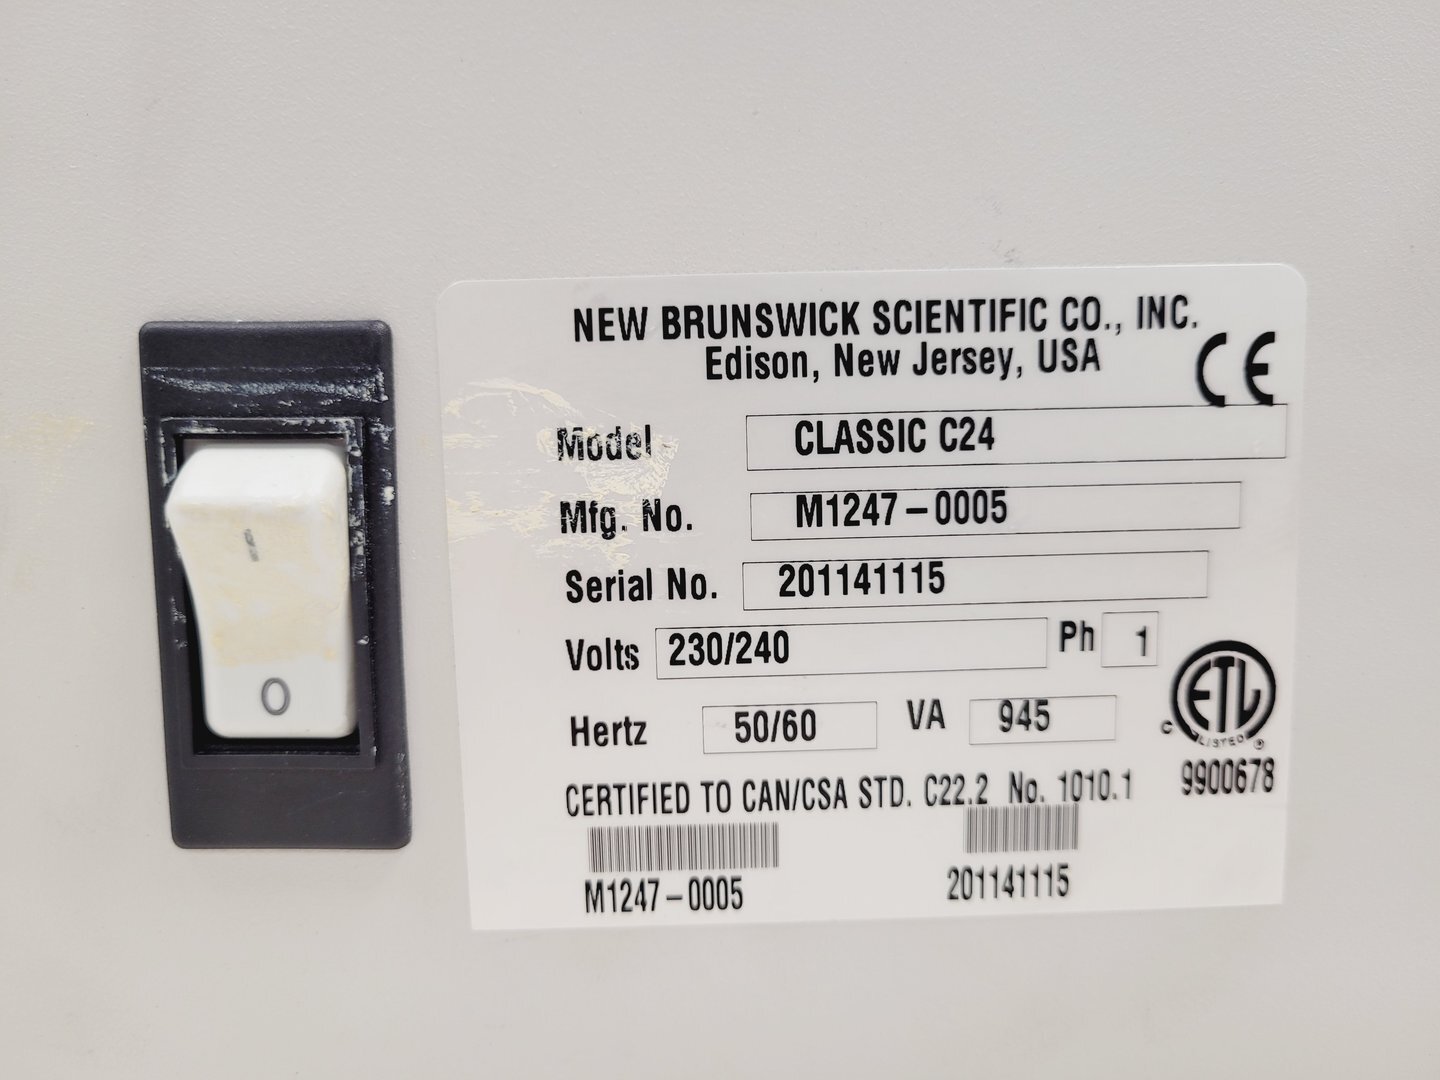 NEW BRUNSWICK SCIENTIFIC CO., INC.
Edison, New Jersey, USA
CE
Model CLASSIC C24
Mfg. No. M1247-0005
Serial No. 201141115
Volts 230/240 Ph 1
Hertz 50/60 VA 945
C ETL LISTED
9900678
CERTIFIED TO CAN/CSA STD. C22.2 No. 1010.1
M1247-0005 201141115
I
O